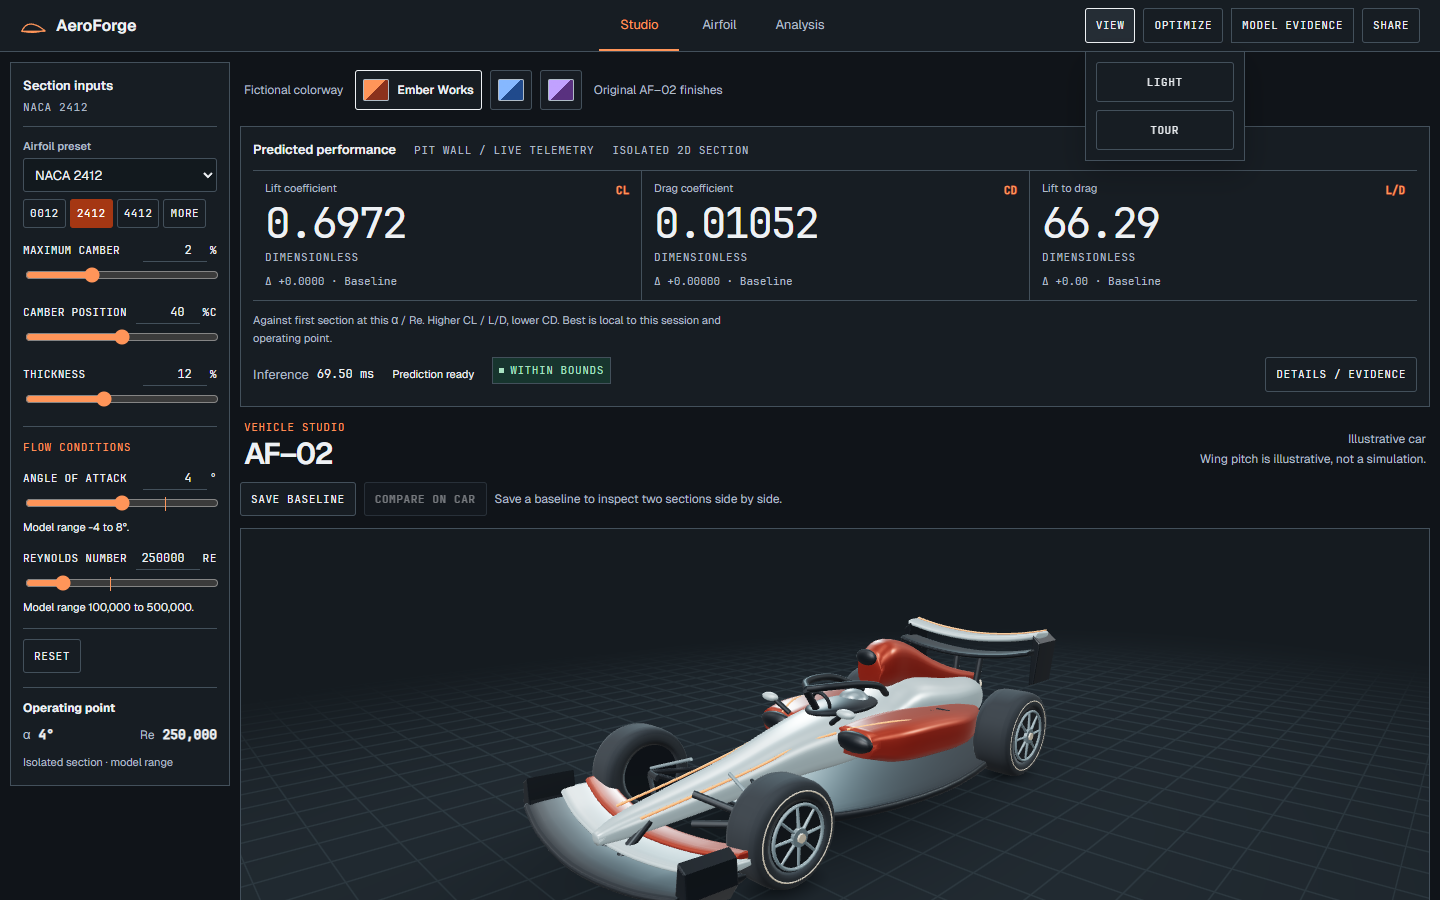 AeroForge
Studio
Airfoil
Analysis
VIEW
OPTIMIZE
MODEL EVIDENCE
SHARE
LIGHT
TOUR
Section inputs
NACA 2412
Airfoil preset
NACA 2412
0012
2412
4412
MORE
MAXIMUM CAMBER 2 %
CAMBER POSITION 40 %C
THICKNESS 12 %
FLOW CONDITIONS
ANGLE OF ATTACK 4 °
Model range -4 to 8°.
REYNOLDS NUMBER 250000 RE
Model range 100,000 to 500,000.
RESET
Operating point
α 4° Re 250,000
Isolated section · model range
Fictional colorway
Ember Works
Original AF–02 finishes
Predicted performance PIT WALL / LIVE TELEMETRY ISOLATED 2D SECTION
Lift coefficient CL
0.6972
DIMENSIONLESS
Δ +0.0000 · Baseline
Drag coefficient CD
0.01052
DIMENSIONLESS
Δ +0.00000 · Baseline
Lift to drag L/D
66.29
DIMENSIONLESS
Δ +0.00 · Baseline
Against first section at this α / Re. Higher CL / L/D, lower CD. Best is local to this session and
operating point.
Inference 69.50 ms Prediction ready WITHIN BOUNDS
DETAILS / EVIDENCE
VEHICLE STUDIO
AF–02
Illustrative car
Wing pitch is illustrative, not a simulation.
SAVE BASELINE
COMPARE ON CAR
Save a baseline to inspect two sections side by side.